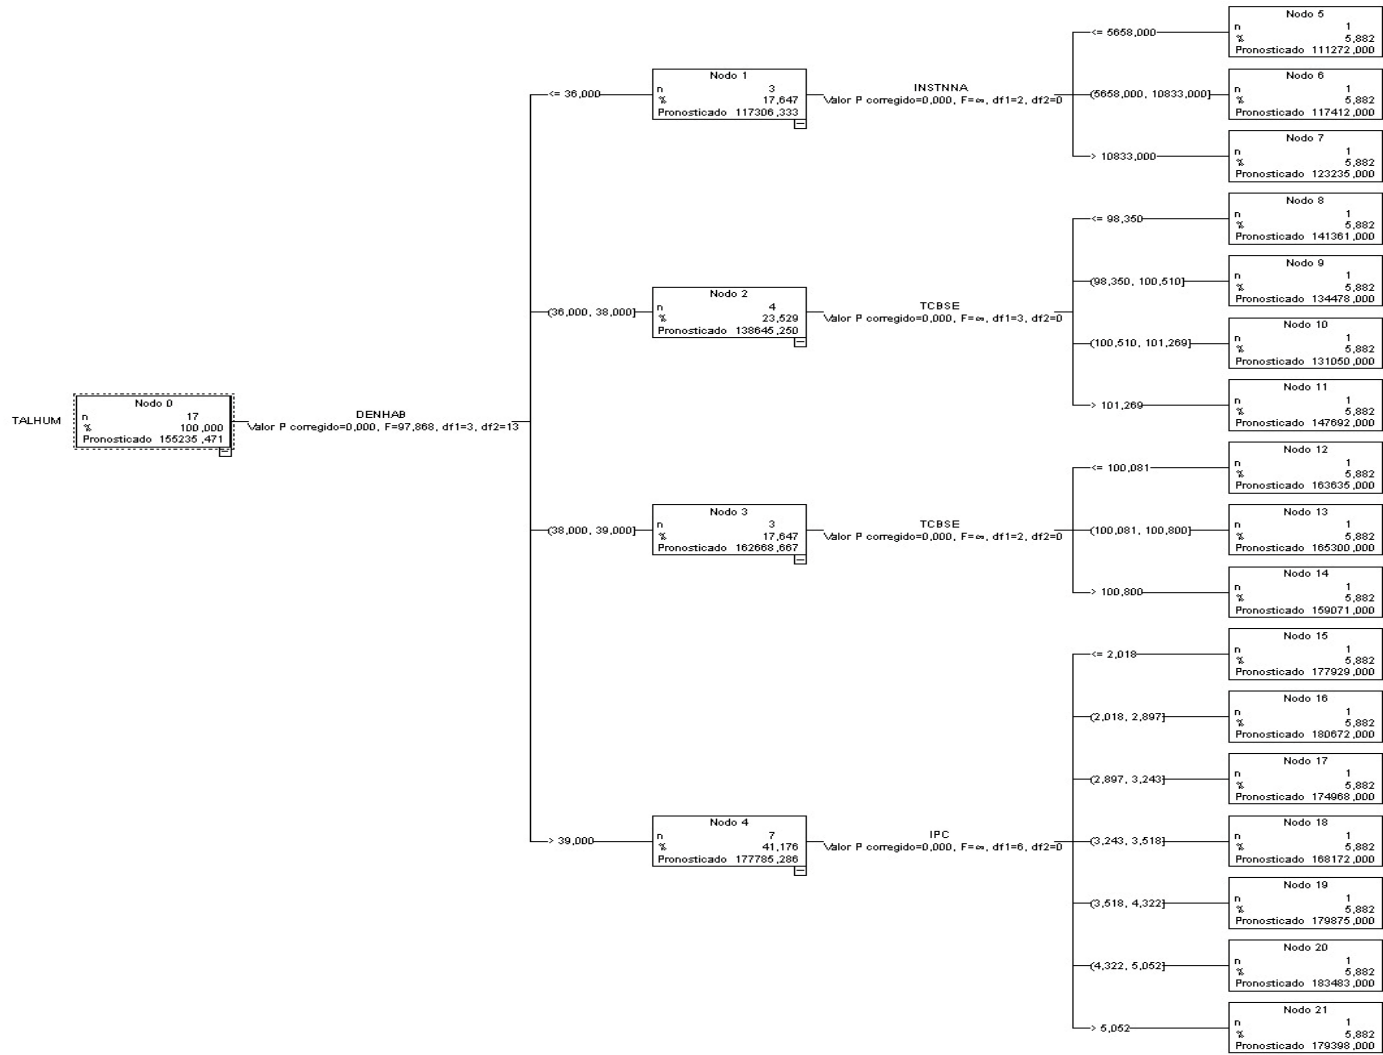 TALHUM
Nodo 0
n 17
% 100,000
Pronosticado 155235,471
DENHAB
Valor P corregido=0,000, F=97,868, df1=3, df2=13
<= 36,000
Nodo 1
n 3
% 17,647
Pronosticado 117306,333
INSTNNA
Valor P corregido=0,000, F=∞, df1=2, df2=0
<= 5658,000
Nodo 5
n 1
% 5,882
Pronosticado 111272,000
(5658,000, 10833,000]
Nodo 6
n 1
% 5,882
Pronosticado 117412,000
> 10833,000
Nodo 7
n 1
% 5,882
Pronosticado 123235,000
(36,000, 38,000]
Nodo 2
n 4
% 23,529
Pronosticado 138645,250
TCBSE
Valor P corregido=0,000, F=∞, df1=3, df2=0
<= 98,350
Nodo 8
n 1
% 5,882
Pronosticado 141361,000
(98,350, 100,510]
Nodo 9
n 1
% 5,882
Pronosticado 134478,000
(100,510, 101,269]
Nodo 10
n 1
% 5,882
Pronosticado 131050,000
> 101,269
Nodo 11
n 1
% 5,882
Pronosticado 147692,000
(38,000, 39,000]
Nodo 3
n 3
% 17,647
Pronosticado 162668,667
TCBSE
Valor P corregido=0,000, F=∞, df1=2, df2=0
<= 100,081
Nodo 12
n 1
% 5,882
Pronosticado 163635,000
(100,081, 100,800]
Nodo 13
n 1
% 5,882
Pronosticado 165300,000
> 100,800
Nodo 14
n 1
% 5,882
Pronosticado 159071,000
> 39,000
Nodo 4
n 7
% 41,176
Pronosticado 177785,286
IPC
Valor P corregido=0,000, F=∞, df1=6, df2=0
<= 2,018
Nodo 15
n 1
% 5,882
Pronosticado 177929,000
(2,018, 2,897]
Nodo 16
n 1
% 5,882
Pronosticado 180672,000
(2,897, 3,243]
Nodo 17
n 1
% 5,882
Pronosticado 174968,000
(3,243, 3,518]
Nodo 18
n 1
% 5,882
Pronosticado 168172,000
(3,518, 4,322]
Nodo 19
n 1
% 5,882
Pronosticado 179875,000
(4,322, 5,052]
Nodo 20
n 1
% 5,882
Pronosticado 183483,000
> 5,052
Nodo 21
n 1
% 5,882
Pronosticado 179398,000